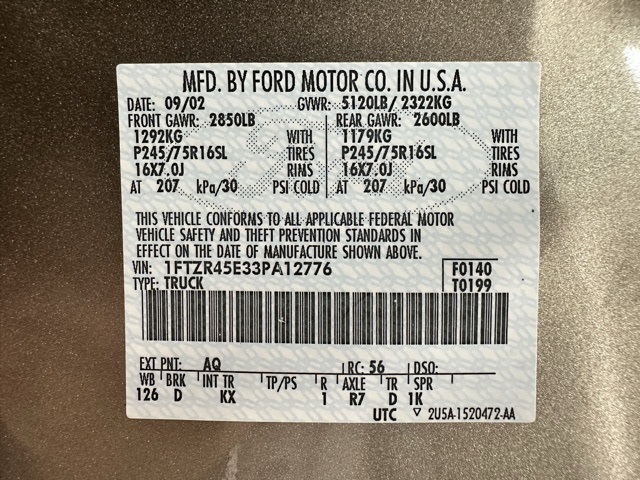 MFD. BY FORD MOTOR CO. IN U.S.A.
DATE: 09/02 GVWR: 5120LB/ 2322KG
FRONT GAWR: 2850LB REAR GAWR: 2600LB
1292KG WITH 1179KG WITH
P245/75R16SL TIRES P245/75R16SL TIRES
16X7.0J RIMS 16X7.0J RIMS
AT 207 kPa/30 PSI COLD AT 207 kPa/30 PSI COLD
THIS VEHICLE CONFORMS TO ALL APPLICABLE FEDERAL MOTOR
VEHICLE SAFETY AND THEFT PREVENTION STANDARDS IN
EFFECT ON THE DATE OF MANUFACTURE SHOWN ABOVE.
VIN: 1FTZR45E33PA12776 F0140
TYPE: TRUCK T0199
EXT PNT: AQ RC: 56 DSO:
WB BRK INT TR TP/PS R AXLE TR SPR
126 D KX 1 R7 D 1K
UTC ▽ 2U5A-1520472-AA